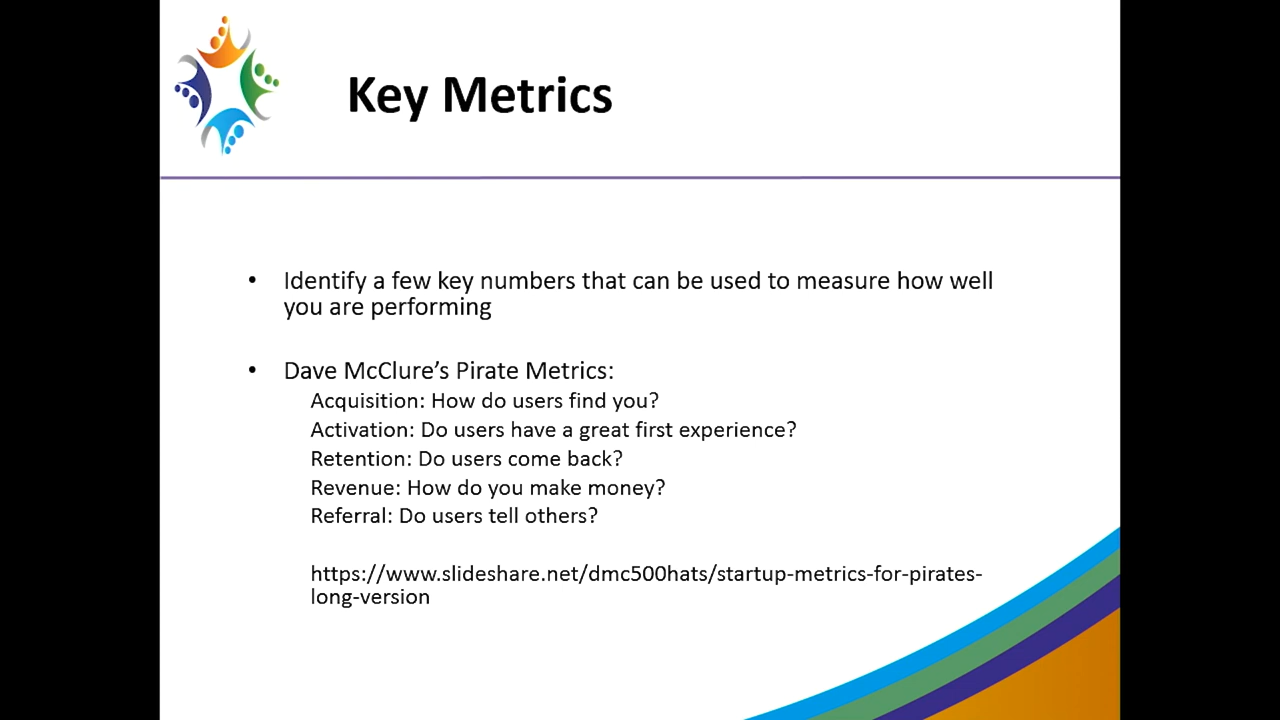 Key Metrics
• Identify a few key numbers that can be used to measure how well
you are performing
• Dave McClure’s Pirate Metrics:
Acquisition: How do users find you?
Activation: Do users have a great first experience?
Retention: Do users come back?
Revenue: How do you make money?
Referral: Do users tell others?
https://www.slideshare.net/dmc500hats/startup-metrics-for-pirates-
long-version